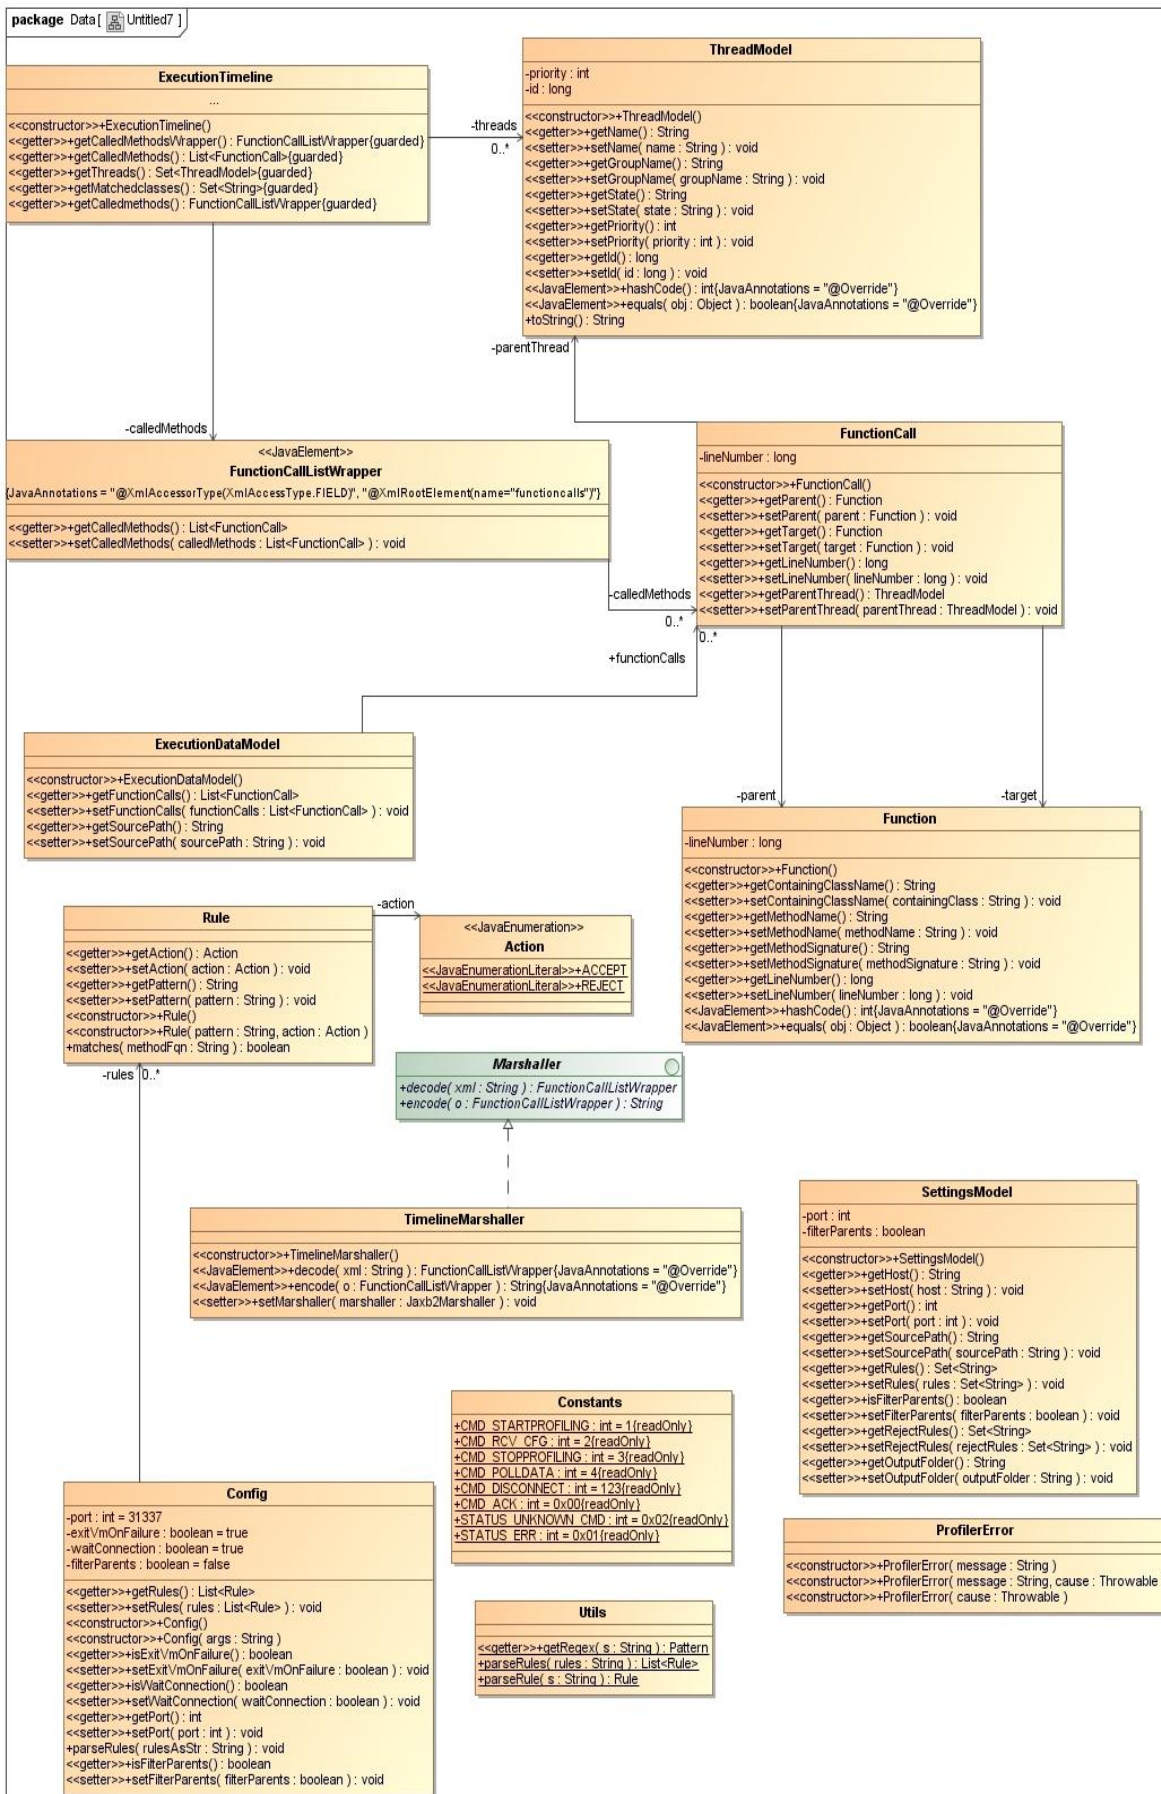 package Data [ Untitled7 ]
ExecutionTimeline
...
<<constructor>>+ExecutionTimeline()
<<getter>>+getCalledMethodsWrapper() : FunctionCallListWrapper{guarded}
<<getter>>+getCalledMethods() : List<FunctionCall>{guarded}
<<getter>>+getThreads() : Set<ThreadModel>{guarded}
<<getter>>+getMatchedclasses() : Set<String>{guarded}
<<getter>>+getCalledmethods() : FunctionCallListWrapper{guarded}
-threads
0..*
ThreadModel
-priority : int
-id : long
<<constructor>>+ThreadModel()
<<getter>>+getName() : String
<<setter>>+setName( name : String ) : void
<<getter>>+getGroupName() : String
<<setter>>+setGroupName( groupName : String ) : void
<<getter>>+getState() : String
<<setter>>+setState( state : String ) : void
<<getter>>+getPriority() : int
<<setter>>+setPriority( priority : int ) : void
<<getter>>+getId() : long
<<setter>>+setId( id : long ) : void
<<JavaElement>>+hashCode() : int{JavaAnnotations = "@Override"}
<<JavaElement>>+equals( obj : Object ) : boolean{JavaAnnotations = "@Override"}
+toString() : String
-parentThread
-calledMethods
<<JavaElement>>
FunctionCallListWrapper
{JavaAnnotations = "@XmlAccessorType(XmlAccessType.FIELD)", "@XmlRootElement(name="functioncalls")"}
<<getter>>+getCalledMethods() : List<FunctionCall>
<<setter>>+setCalledMethods( calledMethods : List<FunctionCall> ) : void
FunctionCall
-lineNumber : long
<<constructor>>+FunctionCall()
<<getter>>+getParent() : Function
<<setter>>+setParent( parent : Function ) : void
<<getter>>+getTarget() : Function
<<setter>>+setTarget( target : Function ) : void
<<getter>>+getLineNumber() : long
<<setter>>+setLineNumber( lineNumber : long ) : void
<<getter>>+getParentThread() : ThreadModel
<<setter>>+setParentThread( parentThread : ThreadModel ) : void
-calledMethods
0..*
0..*
+functionCalls
ExecutionDataModel
<<constructor>>+ExecutionDataModel()
<<getter>>+getFunctionCalls() : List<FunctionCall>
<<setter>>+setFunctionCalls( functionCalls : List<FunctionCall> ) : void
<<getter>>+getSourcePath() : String
<<setter>>+setSourcePath( sourcePath : String ) : void
-parent
-target
Function
-lineNumber : long
<<constructor>>+Function()
<<getter>>+getContainingClassName() : String
<<setter>>+setContainingClassName( containingClass : String ) : void
<<getter>>+getMethodName() : String
<<setter>>+setMethodName( methodName : String ) : void
<<getter>>+getMethodSignature() : String
<<setter>>+setMethodSignature( methodSignature : String ) : void
<<getter>>+getLineNumber() : long
<<setter>>+setLineNumber( lineNumber : long ) : void
<<JavaElement>>+hashCode() : int{JavaAnnotations = "@Override"}
<<JavaElement>>+equals( obj : Object ) : boolean{JavaAnnotations = "@Override"}
Rule
<<getter>>+getAction() : Action
<<setter>>+setAction( action : Action ) : void
<<getter>>+getPattern() : String
<<setter>>+setPattern( pattern : String ) : void
<<constructor>>+Rule()
<<constructor>>+Rule( pattern : String, action : Action )
+matches( methodFqn : String ) : boolean
-action
<<JavaEnumeration>>
Action
<<JavaEnumerationLiteral>>+ACCEPT
<<JavaEnumerationLiteral>>+REJECT
-rules
0..*
Marshaller
+decode( xml : String ) : FunctionCallListWrapper
+encode( o : FunctionCallListWrapper ) : String
TimelineMarshaller
<<constructor>>+TimelineMarshaller()
<<JavaElement>>+decode( xml : String ) : FunctionCallListWrapper{JavaAnnotations = "@Override"}
<<JavaElement>>+encode( o : FunctionCallListWrapper ) : String{JavaAnnotations = "@Override"}
<<setter>>+setMarshaller( marshaller : Jaxb2Marshaller ) : void
SettingsModel
-port : int
-filterParents : boolean
<<constructor>>+SettingsModel()
<<getter>>+getHost() : String
<<setter>>+setHost( host : String ) : void
<<getter>>+getPort() : int
<<setter>>+setPort( port : int ) : void
<<getter>>+getSourcePath() : String
<<setter>>+setSourcePath( sourcePath : String ) : void
<<getter>>+getRules() : Set<String>
<<setter>>+setRules( rules : Set<String> ) : void
<<getter>>+isFilterParents() : boolean
<<setter>>+setFilterParents( filterParents : boolean ) : void
<<getter>>+getRejectRules() : Set<String>
<<setter>>+setRejectRules( rejectRules : Set<String> ) : void
<<getter>>+getOutputFolder() : String
<<setter>>+setOutputFolder( outputFolder : String ) : void
Constants
+CMD_STARTPROFILING : int = 1{readOnly}
+CMD_RCV_CFG : int = 2{readOnly}
+CMD_STOPPROFILING : int = 3{readOnly}
+CMD_POLLDATA : int = 4{readOnly}
+CMD_DISCONNECT : int = 123{readOnly}
+CMD_ACK : int = 0x00{readOnly}
+STATUS_UNKNOWN_CMD : int = 0x02{readOnly}
+STATUS_ERR : int = 0x01{readOnly}
Config
-port : int = 31337
-exitVmOnFailure : boolean = true
-waitConnection : boolean = true
-filterParents : boolean = false
<<getter>>+getRules() : List<Rule>
<<setter>>+setRules( rules : List<Rule> ) : void
<<constructor>>+Config()
<<constructor>>+Config( args : String )
<<getter>>+isExitVmOnFailure() : boolean
<<setter>>+setExitVmOnFailure( exitVmOnFailure : boolean ) : void
<<getter>>+isWaitConnection() : boolean
<<setter>>+setWaitConnection( waitConnection : boolean ) : void
<<getter>>+getPort() : int
<<setter>>+setPort( port : int ) : void
+parseRules( rulesAsStr : String ) : void
<<getter>>+isFilterParents() : boolean
<<setter>>+setFilterParents( filterParents : boolean ) : void
ProfilerError
<<constructor>>+ProfilerError( message : String )
<<constructor>>+ProfilerError( message : String, cause : Throwable
<<constructor>>+ProfilerError( cause : Throwable )
Utils
<<getter>>+getRegex( s : String ) : Pattern
+parseRules( rules : String ) : List<Rule>
+parseRule( s : String ) : Rule